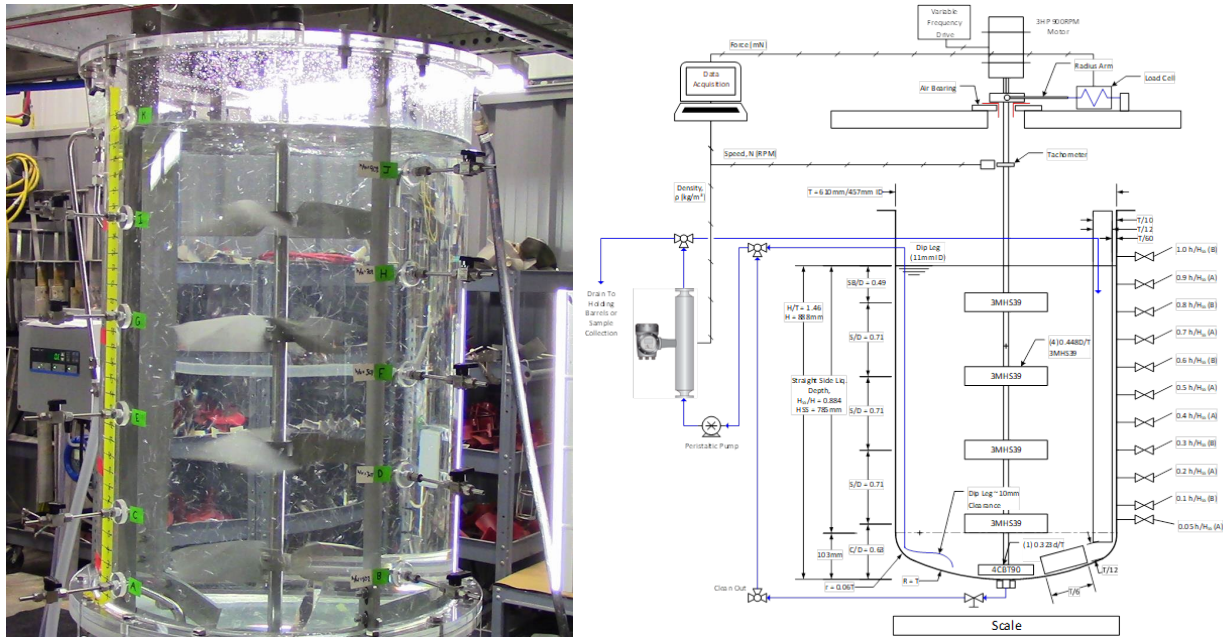 K
J
I
H
G
F
E
D
C
B
A
Variable
Frequency
Drive
3HP 900RPM
Motor
Force (mN)
Radius Arm
Load Cell
Data
Acquisition
Air Bearing
Speed, N (RPM)
Tachometer
Density,
ρ (kg/m³)
T = 610mm/457mm ID
T/10
T/12
T/60
Dip Leg
(11mm ID)
Drain To
Holding
Barrels or
Sample
Collection
Peristaltic Pump
H/T = 1.46
H = 888mm
Straight Side Liq.
Depth,
HSS = 785mm
SB/D = 0.49
S/D = 0.71
S/D = 0.71
S/D = 0.71
C/D = 0.63
103mm
3MHS39
3MHS39
3MHS39
3MHS39
(4) 0.448D/T
3MHS39
Dip Leg ~10mm
Clearance
(1) 0.323d/T
4CBT90
r = 0.06T
R = T
T/12
T/6
Clean Out
Scale
1.0 h/Hₛₛ (B)
0.9 h/Hₛₛ (A)
0.8 h/Hₛₛ (B)
0.7 h/Hₛₛ (A)
0.6 h/Hₛₛ (B)
0.5 h/Hₛₛ (A)
0.4 h/Hₛₛ (A)
0.3 h/Hₛₛ (B)
0.2 h/Hₛₛ (A)
0.1 h/Hₛₛ (B)
0.05 h/Hₛₛ (A)